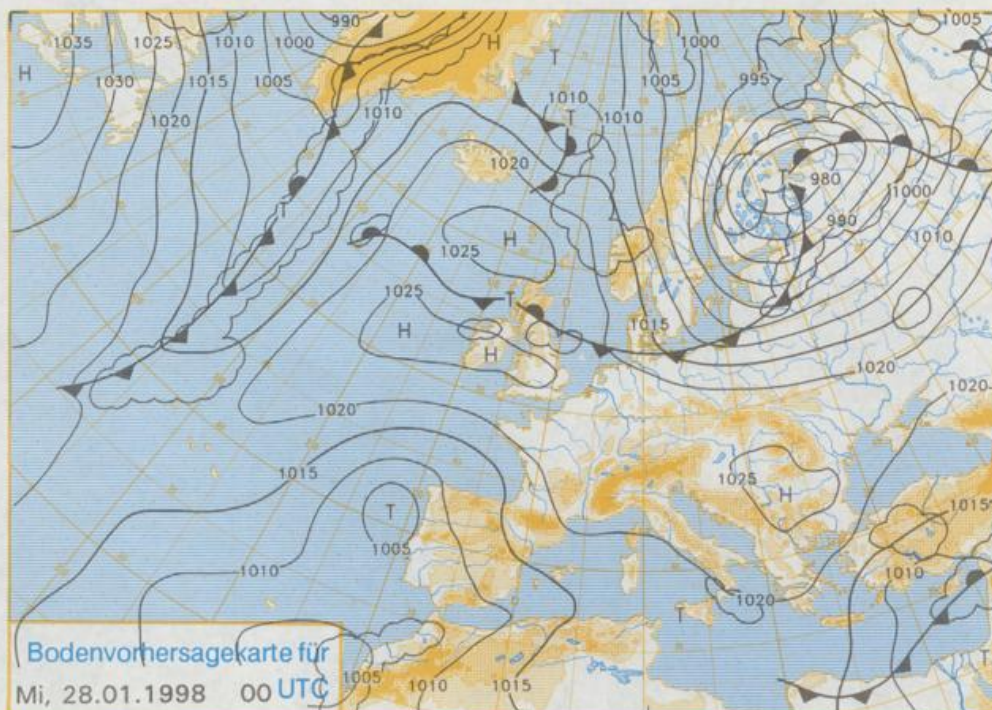 990
1005
1035 1025 1010 1000 H T 1000
H 1005 1005 995
1030 1015 1010 1010
1010
1020 T
1020
T 980
T 1000
H 1025 990
1010
1025 T
H 1015
H
1020
1020
1020
1015
1025 H
T 1015
1005
1010 1010
1020
T
T
Bodenvorhersagekarte für
Mi, 28.01.1998 00 UTC
1005 1010 1015